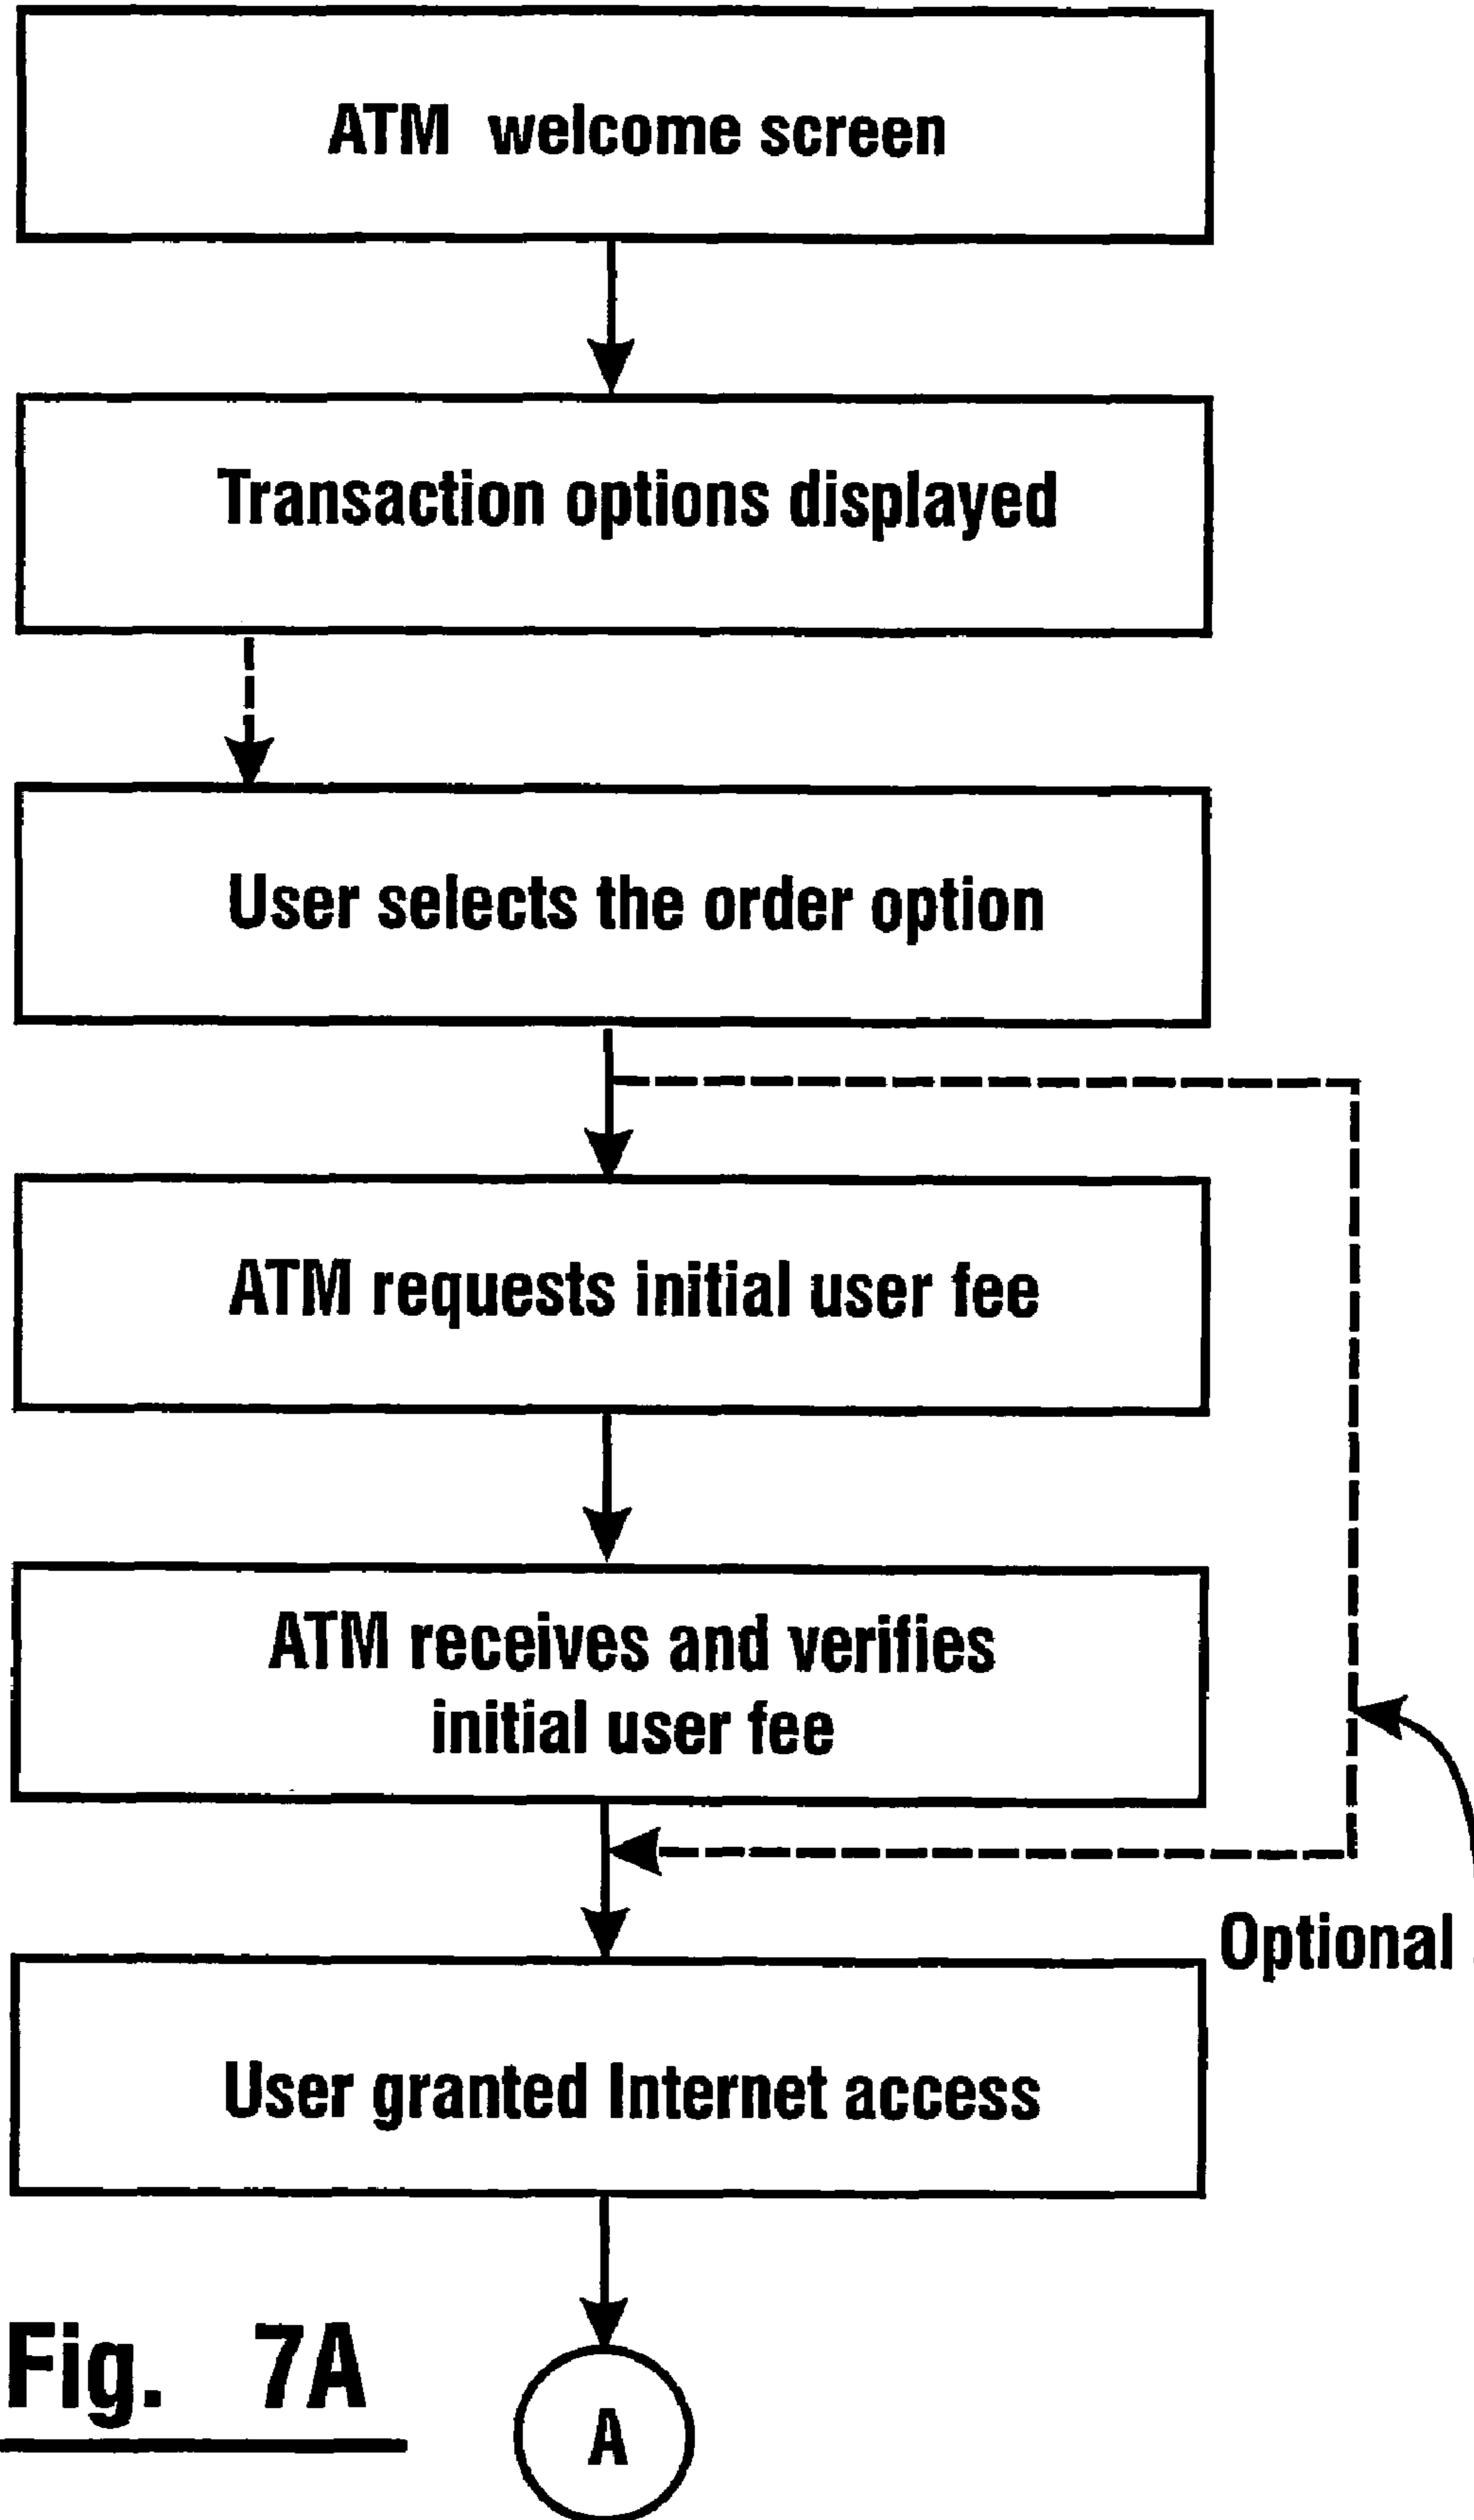 ATM welcome screen
Transaction options displayed
User selects the order option
ATM requests initial user fee
ATM receives and verifies
initial user fee
Optional
User granted Internet access
Fig. 7A
A